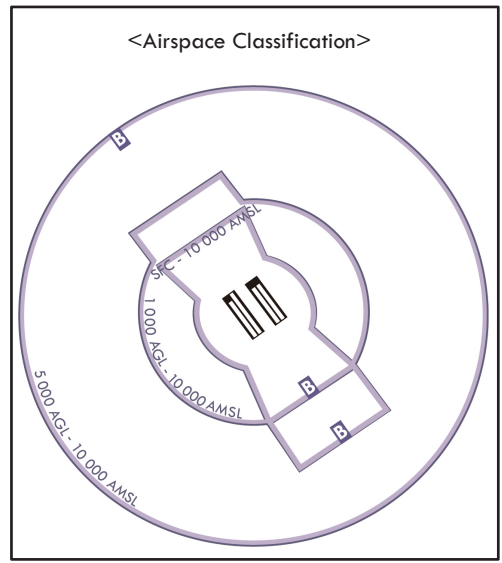 <Airspace Classification>
B
SFC - 10 000 AMSL
1 000 AGL - 10 000 AMSL
5 000 AGL - 10 000 AMSL
B
B